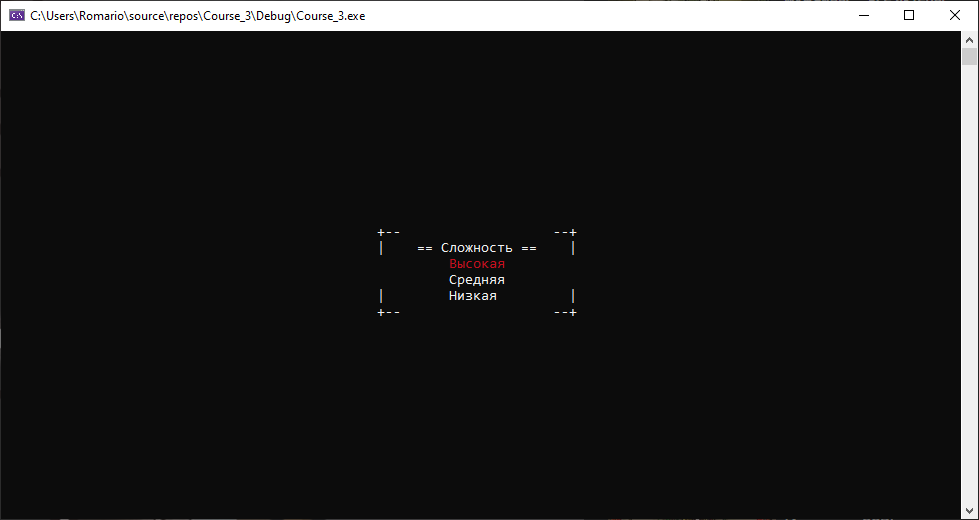 C:\Users\Romario\source\repos\Course_3\Debug\Course_3.exe
+-- --+
| == Сложность == |
Высокая
Средняя
| Низкая |
+-- --+